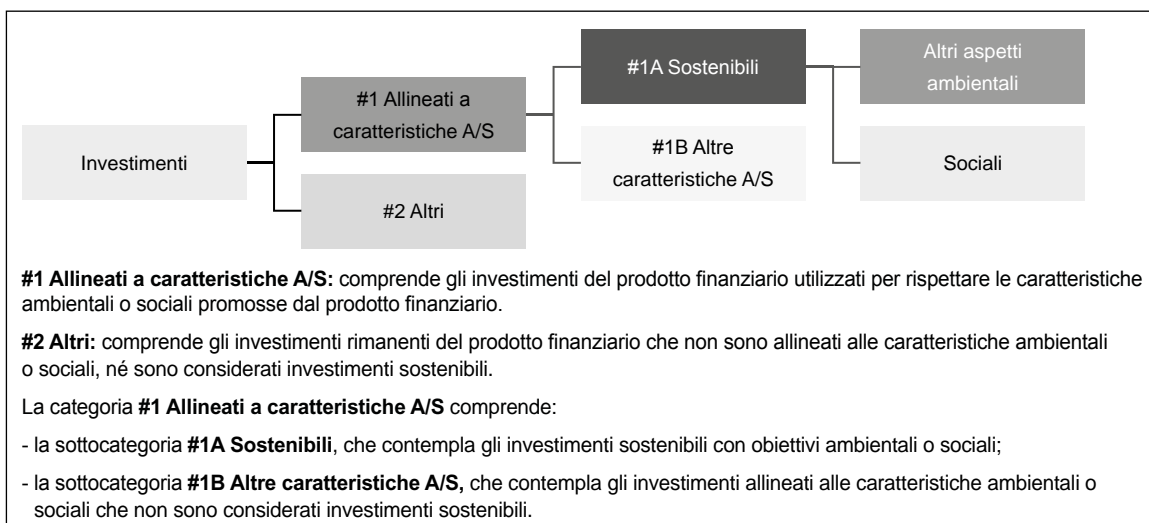 #1A Sostenibili
Altri aspetti
ambientali
#1 Allineati a
caratteristiche A/S
Investimenti
#1B Altre
caratteristiche A/S
Sociali
#2 Altri
#1 Allineati a caratteristiche A/S: comprende gli investimenti del prodotto finanziario utilizzati per rispettare le caratteristiche
ambientali o sociali promosse dal prodotto finanziario.
#2 Altri: comprende gli investimenti rimanenti del prodotto finanziario che non sono allineati alle caratteristiche ambientali
o sociali, né sono considerati investimenti sostenibili.
La categoria #1 Allineati a caratteristiche A/S comprende:
- la sottocategoria #1A Sostenibili, che contempla gli investimenti sostenibili con obiettivi ambientali o sociali;
- la sottocategoria #1B Altre caratteristiche A/S, che contempla gli investimenti allineati alle caratteristiche ambientali o
sociali che non sono considerati investimenti sostenibili.